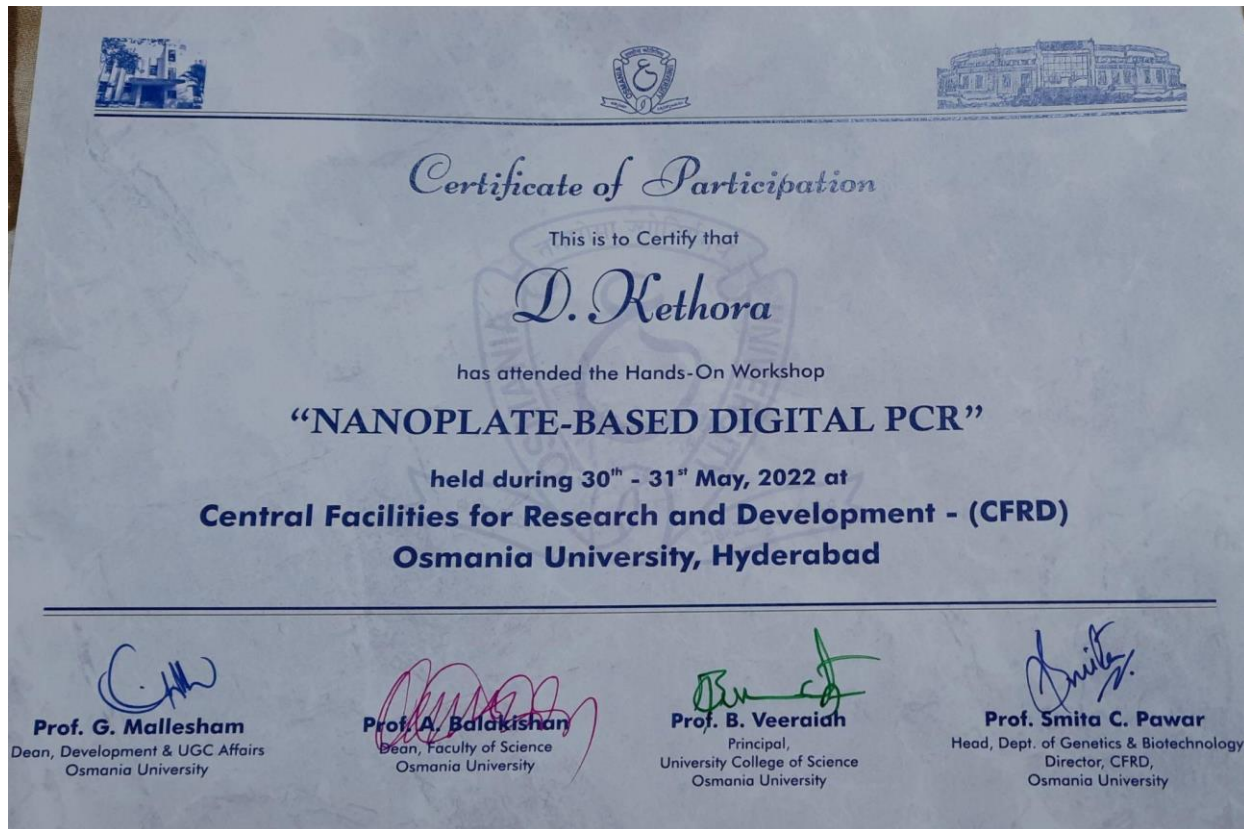 Certificate of Participation
This is to Certify that
D. Kethora
has attended the Hands-On Workshop
“NANOPLATE-BASED DIGITAL PCR”
held during 30th - 31st May, 2022 at
Central Facilities for Research and Development - (CFRD)
Osmania University, Hyderabad
Prof. G. Mallesham
Dean, Development & UGC Affairs
Osmania University
Prof. A. Balakishan
Dean, Faculty of Science
Osmania University
Prof. B. Veeraiah
Principal,
University College of Science
Osmania University
Smita
Prof. Smita C. Pawar
Head, Dept. of Genetics & Biotechnology
Director, CFRD,
Osmania University